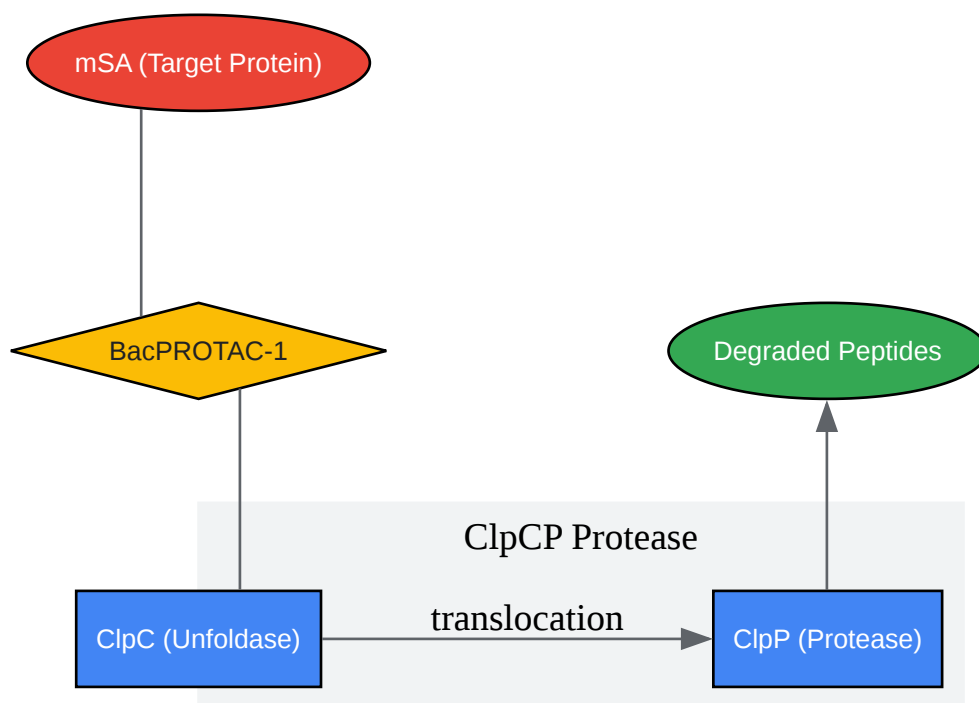 mSA (Target Protein)
BacPROTAC-1
Degraded Peptides
ClpCP Protease
ClpC (Unfoldase)
translocation
ClpP (Protease)